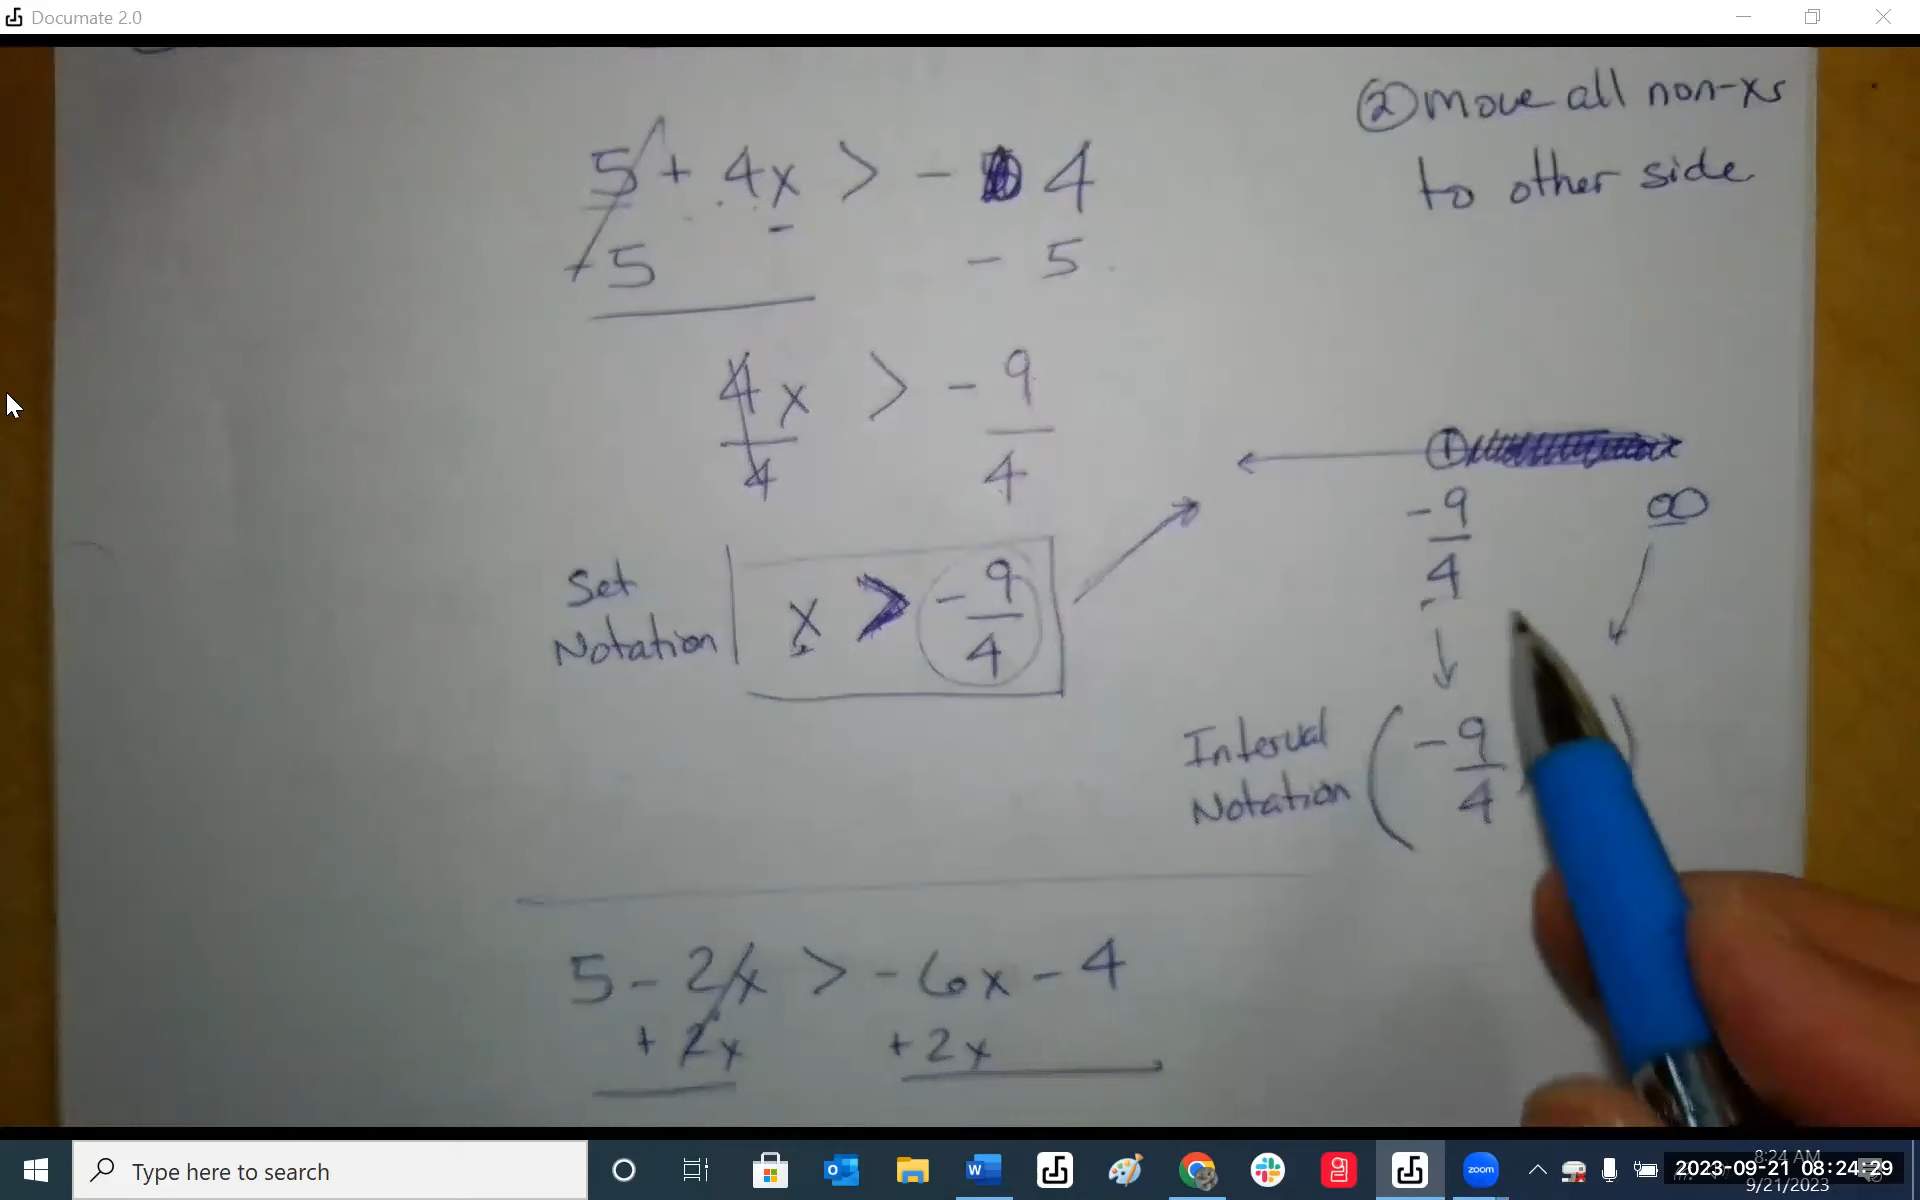 Documate 2.0
② Move all non-xs
to other side
5 + 4x > - 4
- 5 - 5
4x > - 9
4 4
- 9
4
∞
Set
Notation
x > - 9
4
Interval
Notation
( - 9 )
4
5 - 2x > - 6x - 4
+ 2x + 2x
Type here to search
zoom
8:24 AM
2023-09-21 08:24:29
9/21/2023